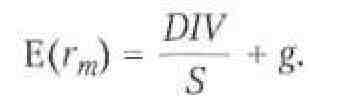 E(r_m) = DIV/S + g.